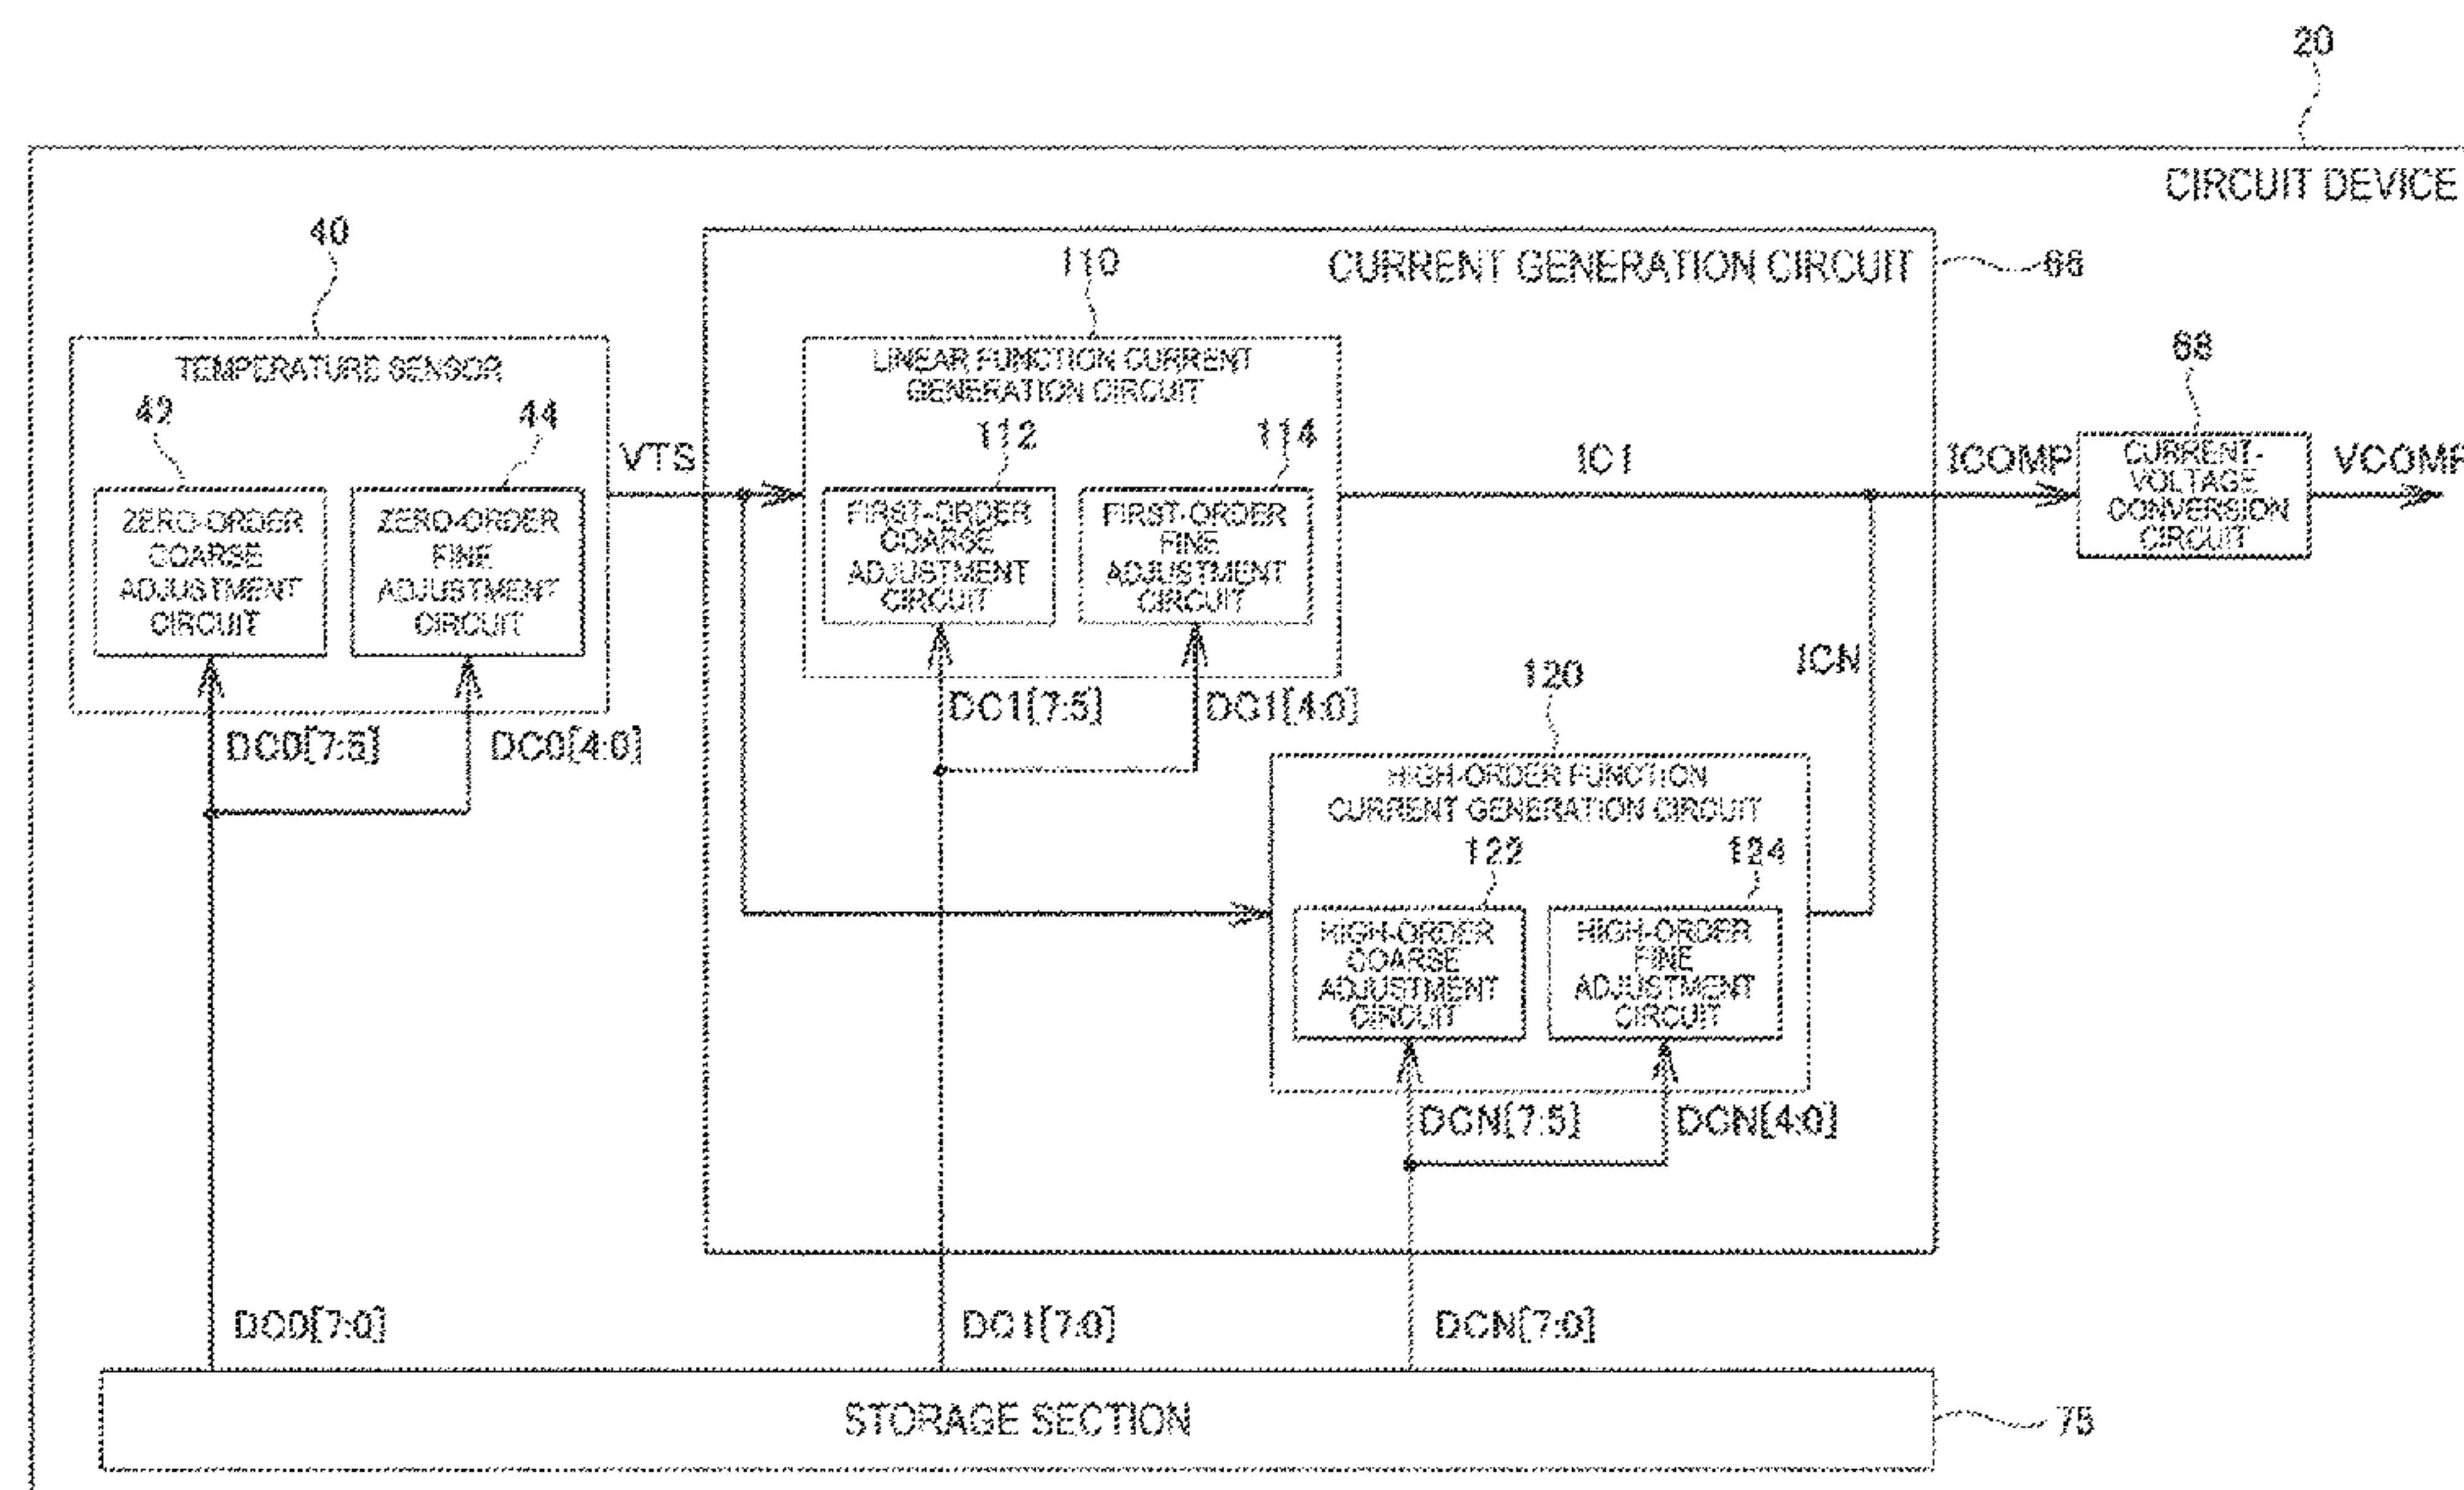 20
CIRCUIT DEVICE
40
TEMPERATURE SENSOR
42
44
ZERO-ORDER
COARSE
ADJUSTMENT
CIRCUIT
ZERO-ORDER
FINE
ADJUSTMENT
CIRCUIT
DC0[7:5]
DC0[4:0]
VTS
CURRENT GENERATION CIRCUIT
66
110
LINEAR FUNCTION CURRENT
GENERATION CIRCUIT
112
114
FIRST-ORDER
COARSE
ADJUSTMENT
CIRCUIT
FIRST-ORDER
FINE
ADJUSTMENT
CIRCUIT
DC1[7:5]
DC1[4:0]
IC1
ICN
120
HIGH-ORDER FUNCTION
CURRENT GENERATION CIRCUIT
122
124
HIGH-ORDER
COARSE
ADJUSTMENT
CIRCUIT
HIGH-ORDER
FINE
ADJUSTMENT
CIRCUIT
DCN[7:5]
DCN[4:0]
ICOMP
68
CURRENT-
VOLTAGE
CONVERSION
CIRCUIT
VCOMP
DC0[7:0]
DC1[7:0]
DCN[7:0]
STORAGE SECTION
75